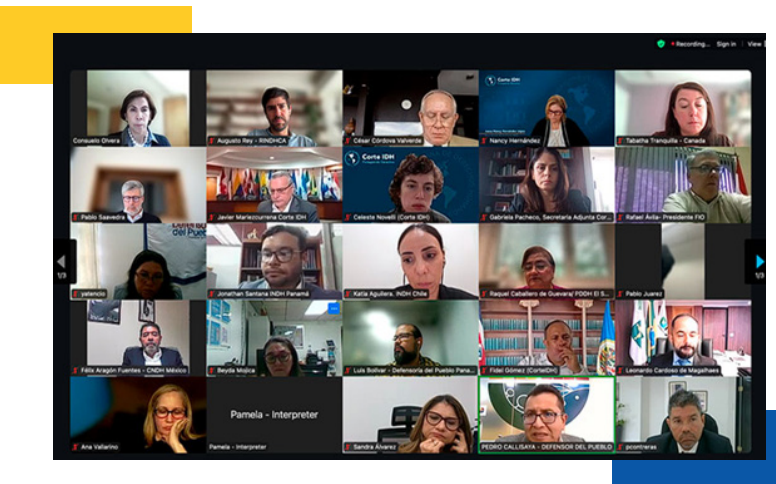 Recording... Sign in View
Consuelo Olvera
Augusto Rey - RINDHCA
César Córdova Valverde
Corte IDH
Nancy Hernández
Tabatha Tranquilla - Canada
Pablo Saavedra
Javier Mariezcurrena Corte IDH
Corte IDH
Celeste Novelli (Corte IDH)
Gabriela Pacheco, Secretaria Adjunta Cor...
Rafael Ávila- Presidente FIO
del Pueb
yatencio
Jonathan Santana INDH Panamá
Katia Aguilera, INDH Chile
Raquel Caballero de Guevara/ PDDH El S...
Pablo Juarez
1/3
1/3
Félix Aragón Fuentes - CNDH México
Beyda Mojica
Luis Bolívar - Defensoría del Pueblo Pana...
Fidel Gómez (CorteIDH)
Leonardo Cardoso de Magalhaes
Ana Vallarino
Pamela - Interpreter
Pamela - Interpreter
Sandra Álvarez
PEDRO CALLISAYA - DEFENSOR DEL PUEBLO
pcontreras